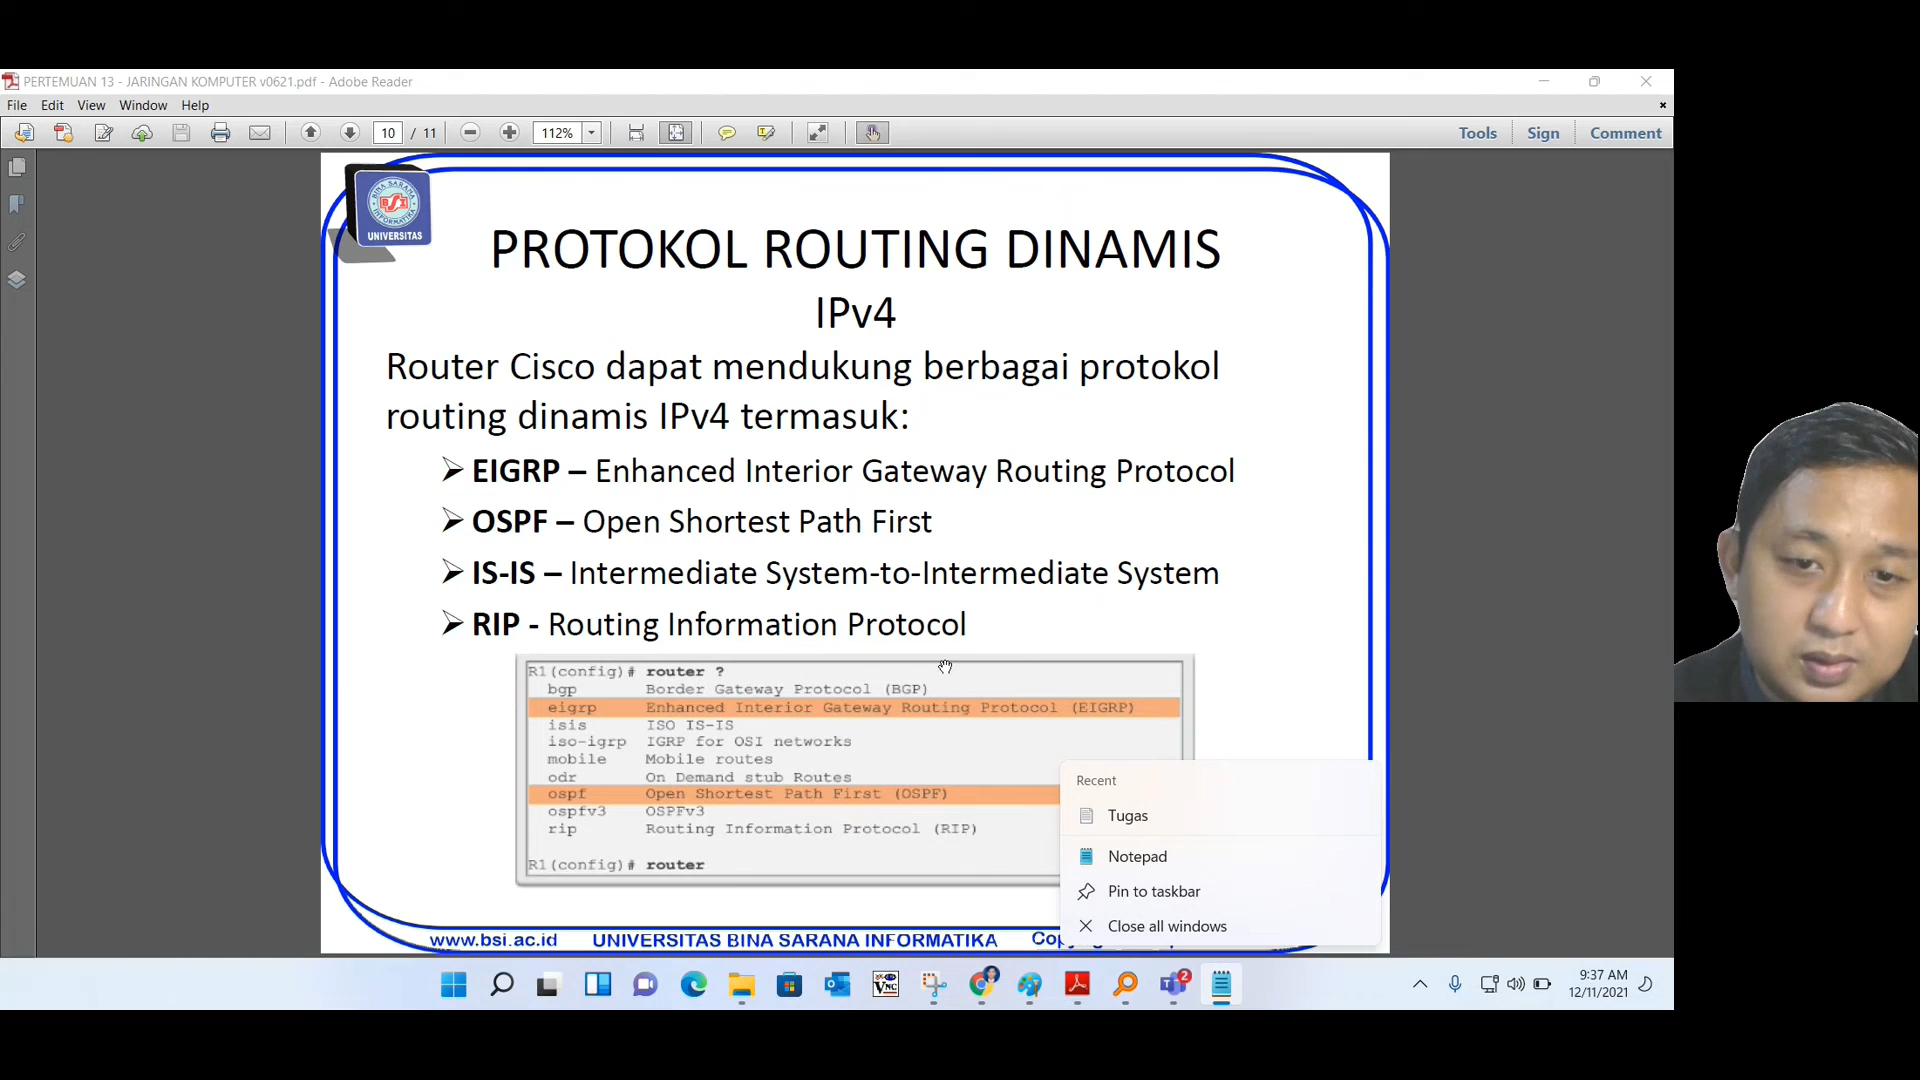 PERTEMUAN 13 - JARINGAN KOMPUTER v0621.pdf - Adobe Reader
File Edit View Window Help
10 / 11 112% Tools Sign Comment
BINA SARANA
BSI
INFORMATIKA
UNIVERSITAS
PROTOKOL ROUTING DINAMIS
IPv4
Router Cisco dapat mendukung berbagai protokol
routing dinamis IPv4 termasuk:
EIGRP – Enhanced Interior Gateway Routing Protocol
OSPF – Open Shortest Path First
IS-IS – Intermediate System-to-Intermediate System
RIP - Routing Information Protocol
R1(config)# router ?
bgp Border Gateway Protocol (BGP)
eigrp Enhanced Interior Gateway Routing Protocol (EIGRP)
isis ISO IS-IS
iso-igrp IGRP for OSI networks
mobile Mobile routes
odr On Demand stub Routes
ospf Open Shortest Path First (OSPF)
ospfv3 OSPFv3
rip Routing Information Protocol (RIP)
R1(config)# router
Recent
Tugas
Notepad
Pin to taskbar
Close all windows
www.bsi.ac.id UNIVERSITAS BINA SARANA INFORMATIKA
VNC
2
9:37 AM
12/11/2021